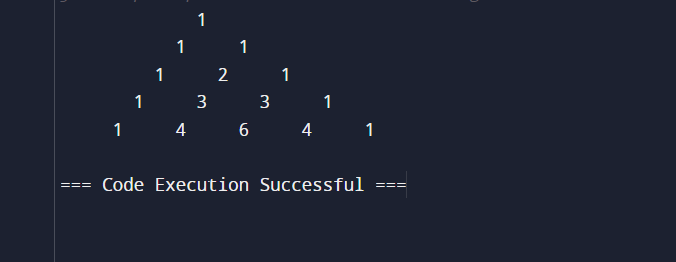 1
1 1
1 2 1
1 3 3 1
1 4 6 4 1
=== Code Execution Successful ===